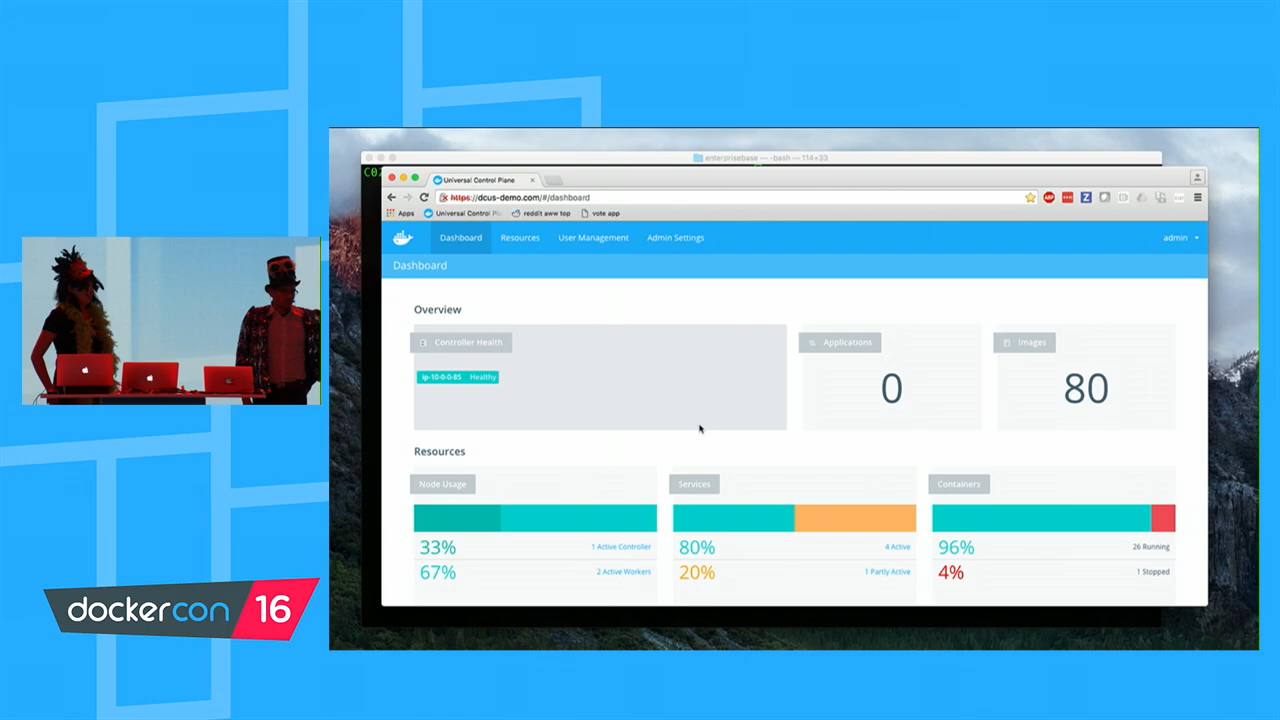 enterprisebase — -bash — 114×33
Universal Control Plane
https://dcus-demo.com/#/dashboard
Apps Universal Control Pl reddit aww top vote app
Dashboard Resources User Management Admin Settings admin
Dashboard
Overview
Controller Health Applications Images
ip-10-0-0-85 Healthy
0 80
Resources
Node Usage Services Containers
33% 1 Active Controller 80% 4 Active 96% 26 Running
67% 2 Active Workers 20% 1 Partly Active 4% 1 Stopped
dockercon 16